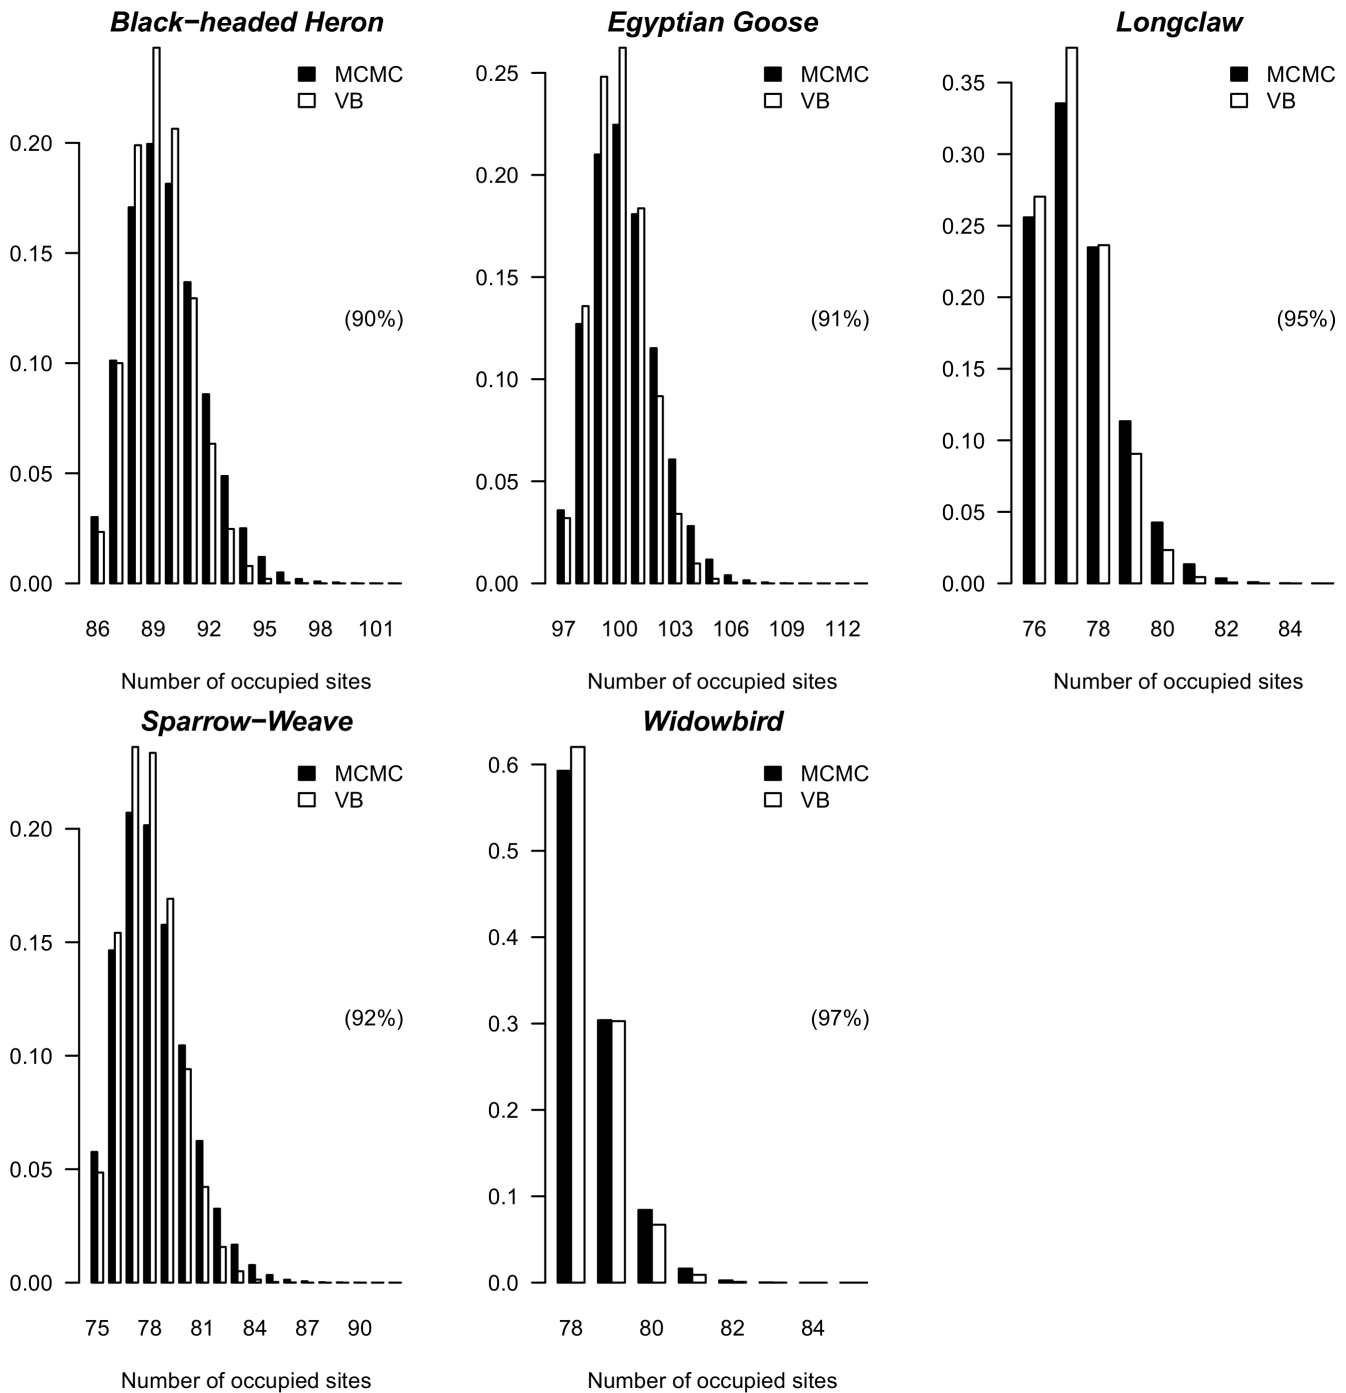 Black−headed Heron
MCMC
VB
0.20
0.15
(90%)
0.10
0.05
0.00
86 89 92 95 98 101
Number of occupied sites
Egyptian Goose
MCMC
VB
0.25
0.20
0.15
(91%)
0.10
0.05
0.00
97 100 103 106 109 112
Number of occupied sites
Longclaw
MCMC
VB
0.35
0.30
0.25
0.20
(95%)
0.15
0.10
0.05
0.00
76 78 80 82 84
Number of occupied sites
Sparrow−Weave
MCMC
VB
0.20
0.15
(92%)
0.10
0.05
0.00
75 78 81 84 87 90
Number of occupied sites
Widowbird
MCMC
VB
0.6
0.5
0.4
0.3
(97%)
0.2
0.1
0.0
78 80 82 84
Number of occupied sites